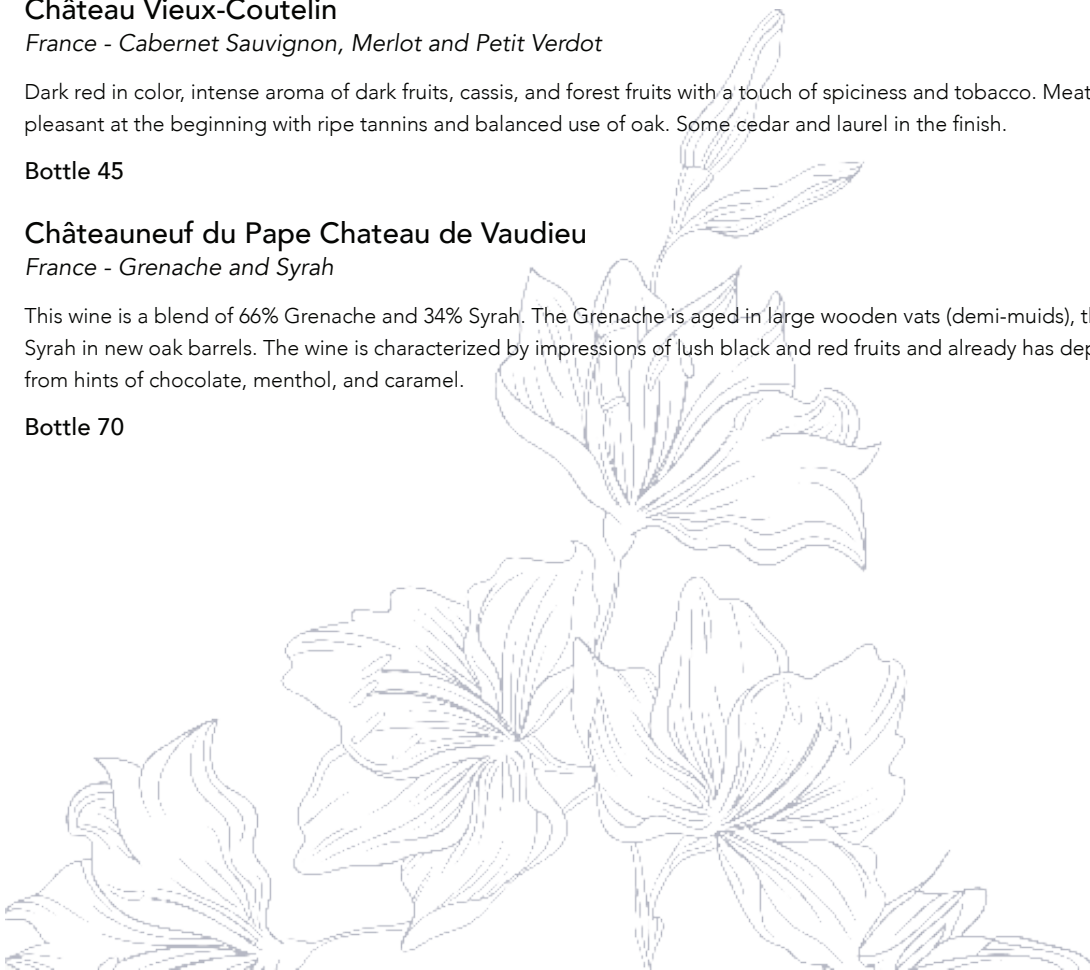 Château Vieux-Coutelin
France - Cabernet Sauvignon, Merlot and Petit Verdot
Dark red in color, intense aroma of dark fruits, cassis, and forest fruits with a touch of spiciness and tobacco.
pleasant at the beginning with ripe tannins and balanced use of oak. Some cedar and laurel in the finish.
Bottle 45
Châteauneuf du Pape Chateau de Vaudieu
France - Grenache and Syrah
This wine is a blend of 66% Grenache and 34% Syrah. The Grenache is aged in large wooden vats (demi-muids),
Syrah in new oak barrels. The wine is characterized by impressions of lush black and red fruits and already has
from hints of chocolate, menthol, and caramel.
Bottle 70